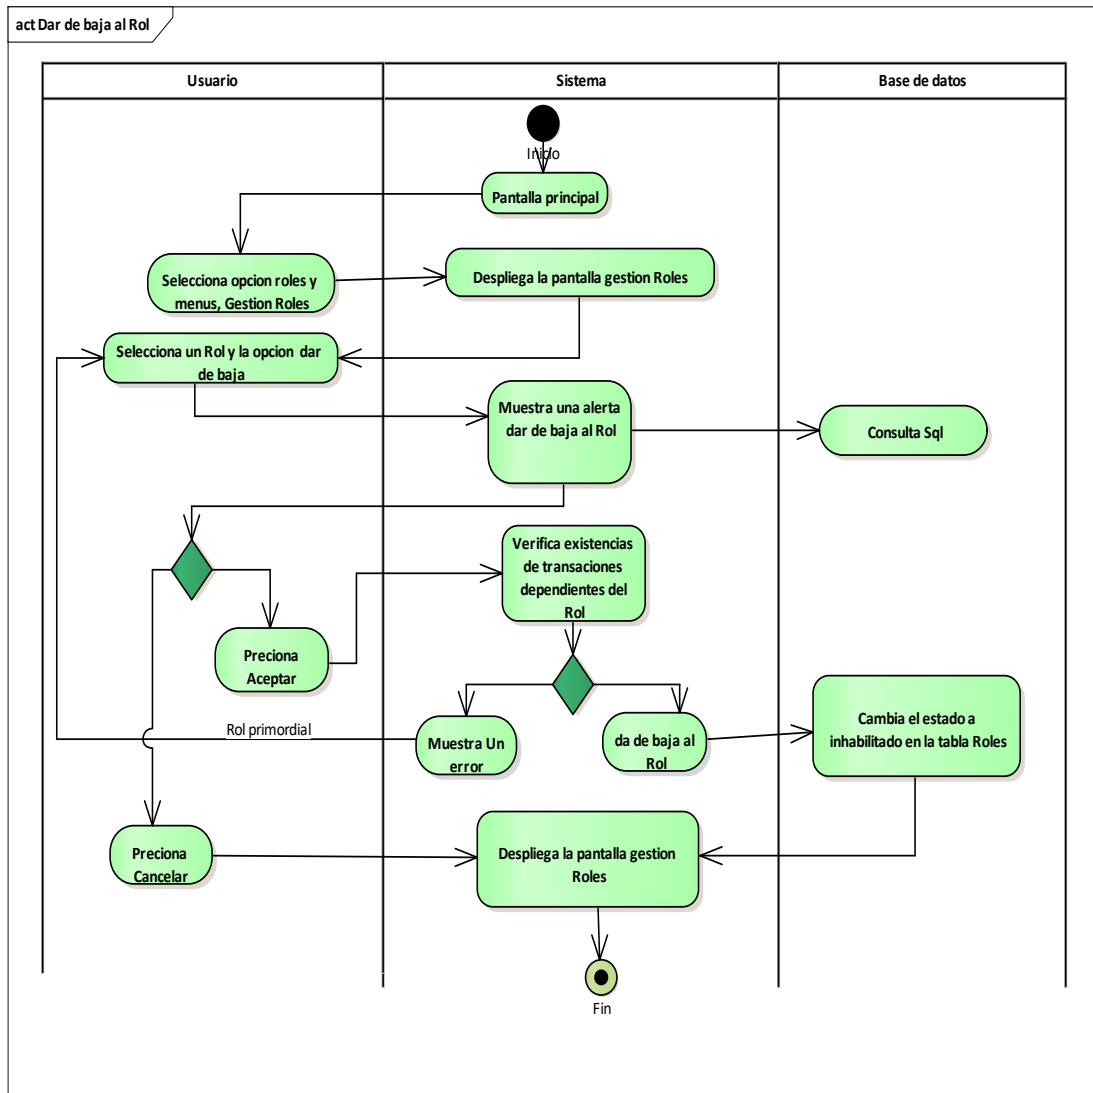 act Dar de baja al Rol
Usuario
Sistema
Base de datos
Inicio
Pantalla principal
Selecciona opcion roles y
menus, Gestion Roles
Despliega la pantalla gestion Roles
Selecciona un Rol y la opcion dar
de baja
Muestra una alerta
dar de baja al Rol
Consulta Sql
Verifica existencias
de transaciones
dependientes del
Rol
Preciona
Aceptar
Rol primordial
Muestra Un
error
da de baja al
Rol
Cambia el estado a
inhabilitado en la tabla Roles
Preciona
Cancelar
Despliega la pantalla gestion
Roles
Fin